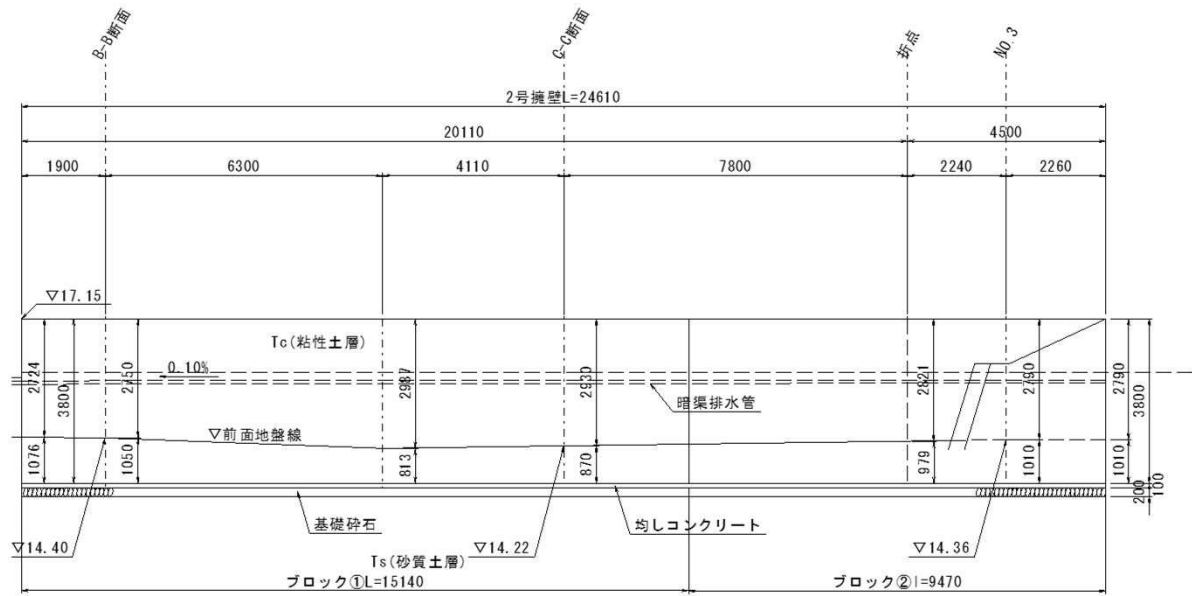 B-B断面
C-C断面
折点
NO.3
2号擁壁L=24610
20110
4500
1900
6300
4110
7800
2240
2260
▽17.15
Tc(粘性土層)
0.10%
2724
3800
2750
2987
2930
2821
2790
2790
3800
暗渠排水管
▽前面地盤線
1076
1050
813
870
979
1010
1010
200
100
基礎砕石
均しコンクリート
▽14.40
Ts(砂質土層)
▽14.22
▽14.36
ブロック①L=15140
ブロック②l=9470